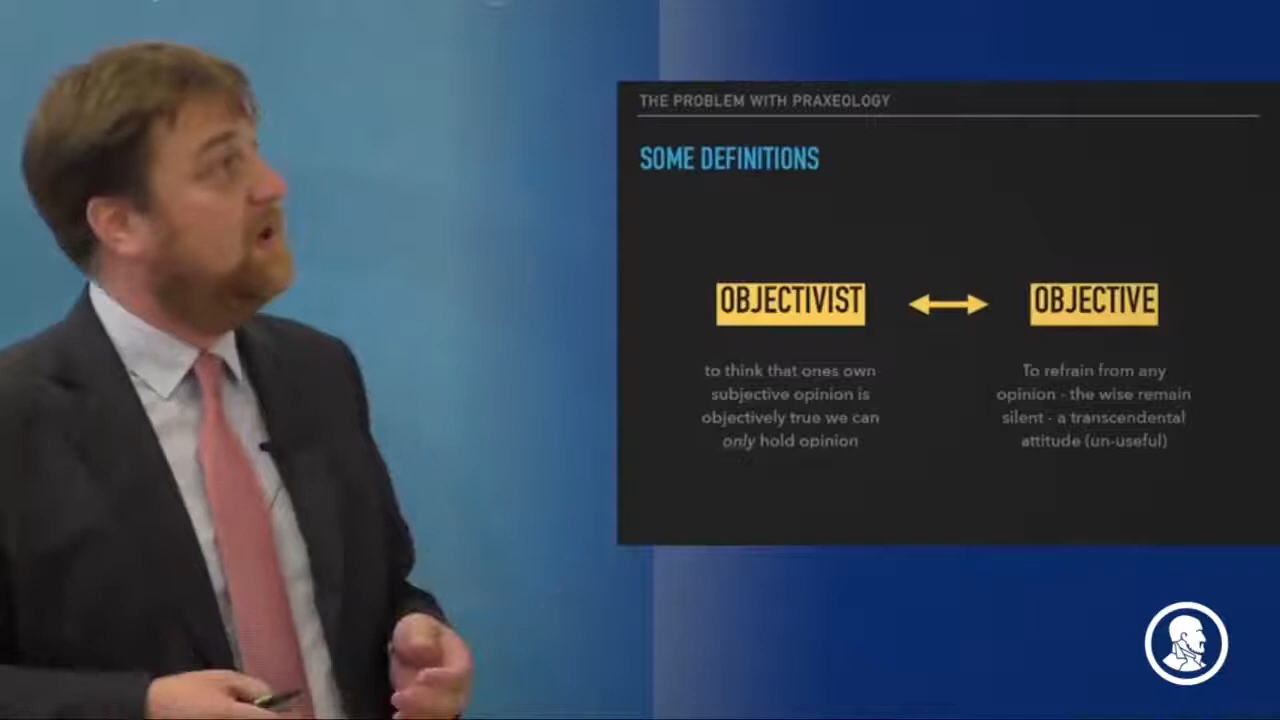 THE PROBLEM WITH PRAXEOLOGY
SOME DEFINITIONS
OBJECTIVIST
OBJECTIVE
to think that ones own
subjective opinion is
objectively true we can
only hold opinion
To refrain from any
opinion - the wise remain
silent - a transcendental
attitude (un-useful)